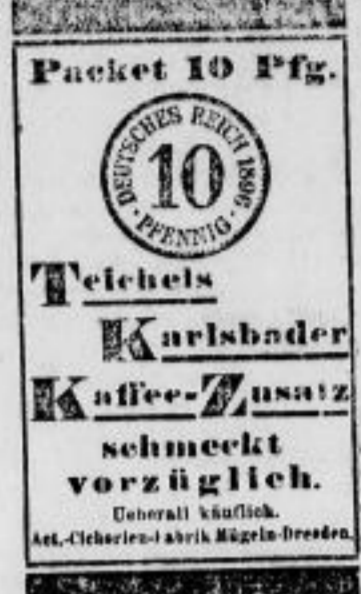 Packet 10 Pfg.
DEUTSCHES REICH 1896
10
PFENNIG
Teichels
Karlsbader
Kaffee-Zusatz
schmeckt
vorzüglich.
Ueberall käuflich.
Act.-Cichorien-Fabrik Mügeln-Dresden.